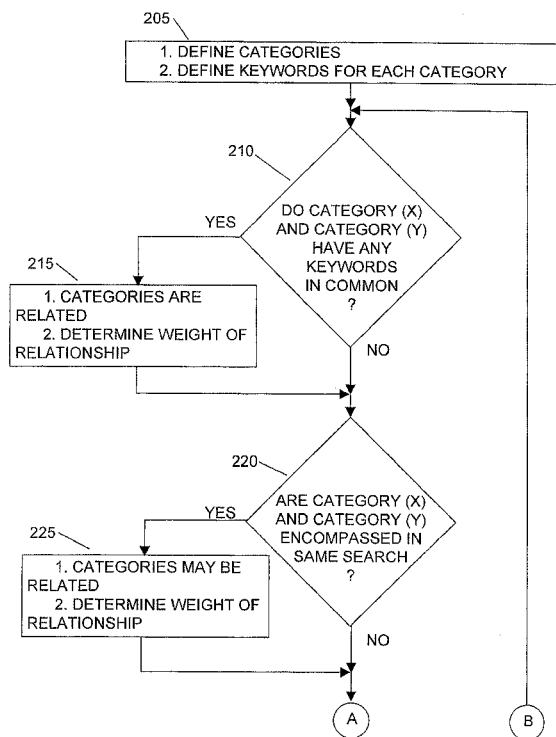 205
1. DEFINE CATEGORIES
2. DEFINE KEYWORDS FOR EACH CATEGORY
210
DO CATEGORY (X)
AND CATEGORY (Y)
HAVE ANY
KEYWORDS
IN COMMON
?
YES
215
1. CATEGORIES ARE
RELATED
2. DETERMINE WEIGHT OF
RELATIONSHIP
NO
220
ARE CATEGORY (X)
AND CATEGORY (Y)
ENCOMPASSED IN
SAME SEARCH
?
YES
225
1. CATEGORIES MAY BE
RELATED
2. DETERMINE WEIGHT OF
RELATIONSHIP
NO
A
B